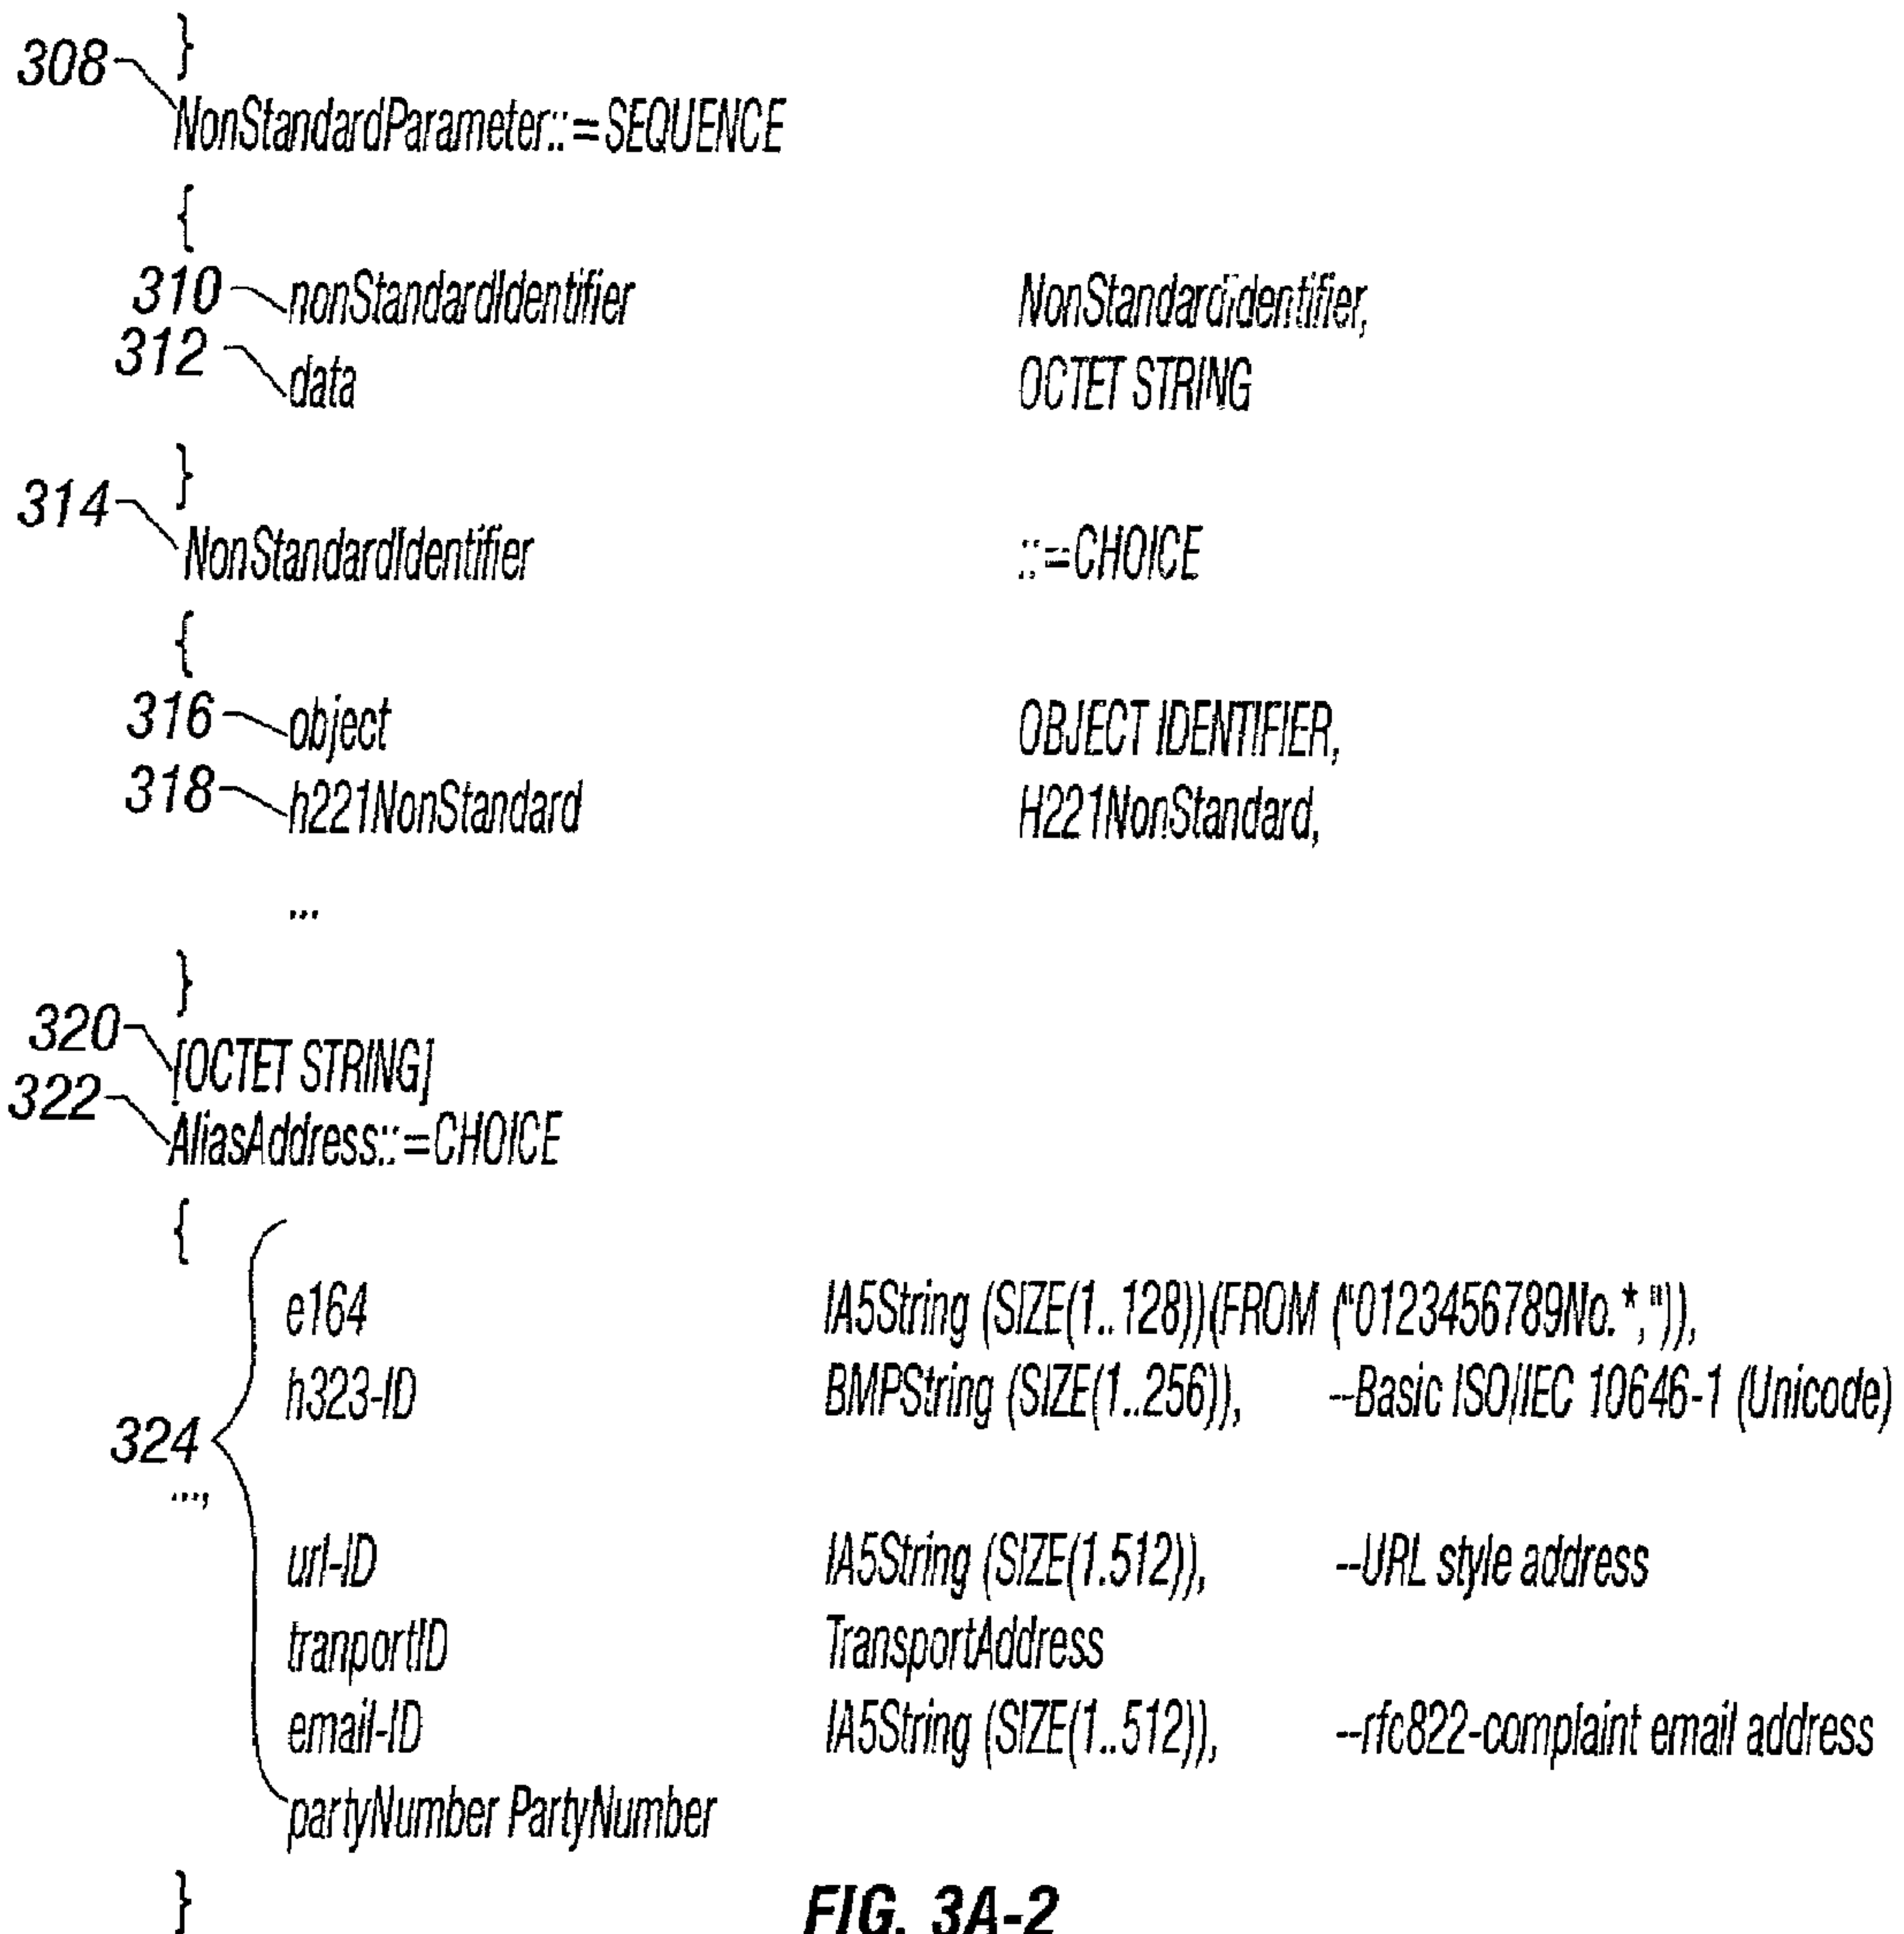 }
308
NonStandardParameter::=SEQUENCE
{
310 nonStandardIdentifier NonStandardIdentifier,
312 data OCTET STRING
}
314
NonStandardIdentifier ::=CHOICE
{
316 object OBJECT IDENTIFIER,
318 h221NonStandard H221NonStandard,
...
}
320
[OCTET STRING]
322
AliasAddress::=CHOICE
{
e164 IA5String (SIZE(1..128))(FROM ("0123456789No.*,")),
h323-ID BMPString (SIZE(1..256)), --Basic ISO/IEC 10646-1 (Unicode)
324
...,
url-ID IA5String (SIZE(1.512)), --URL style address
tranportID TransportAddress
email-ID IA5String (SIZE(1..512)), --rfc822-complaint email address
partyNumber PartyNumber
}
FIG. 3A-2